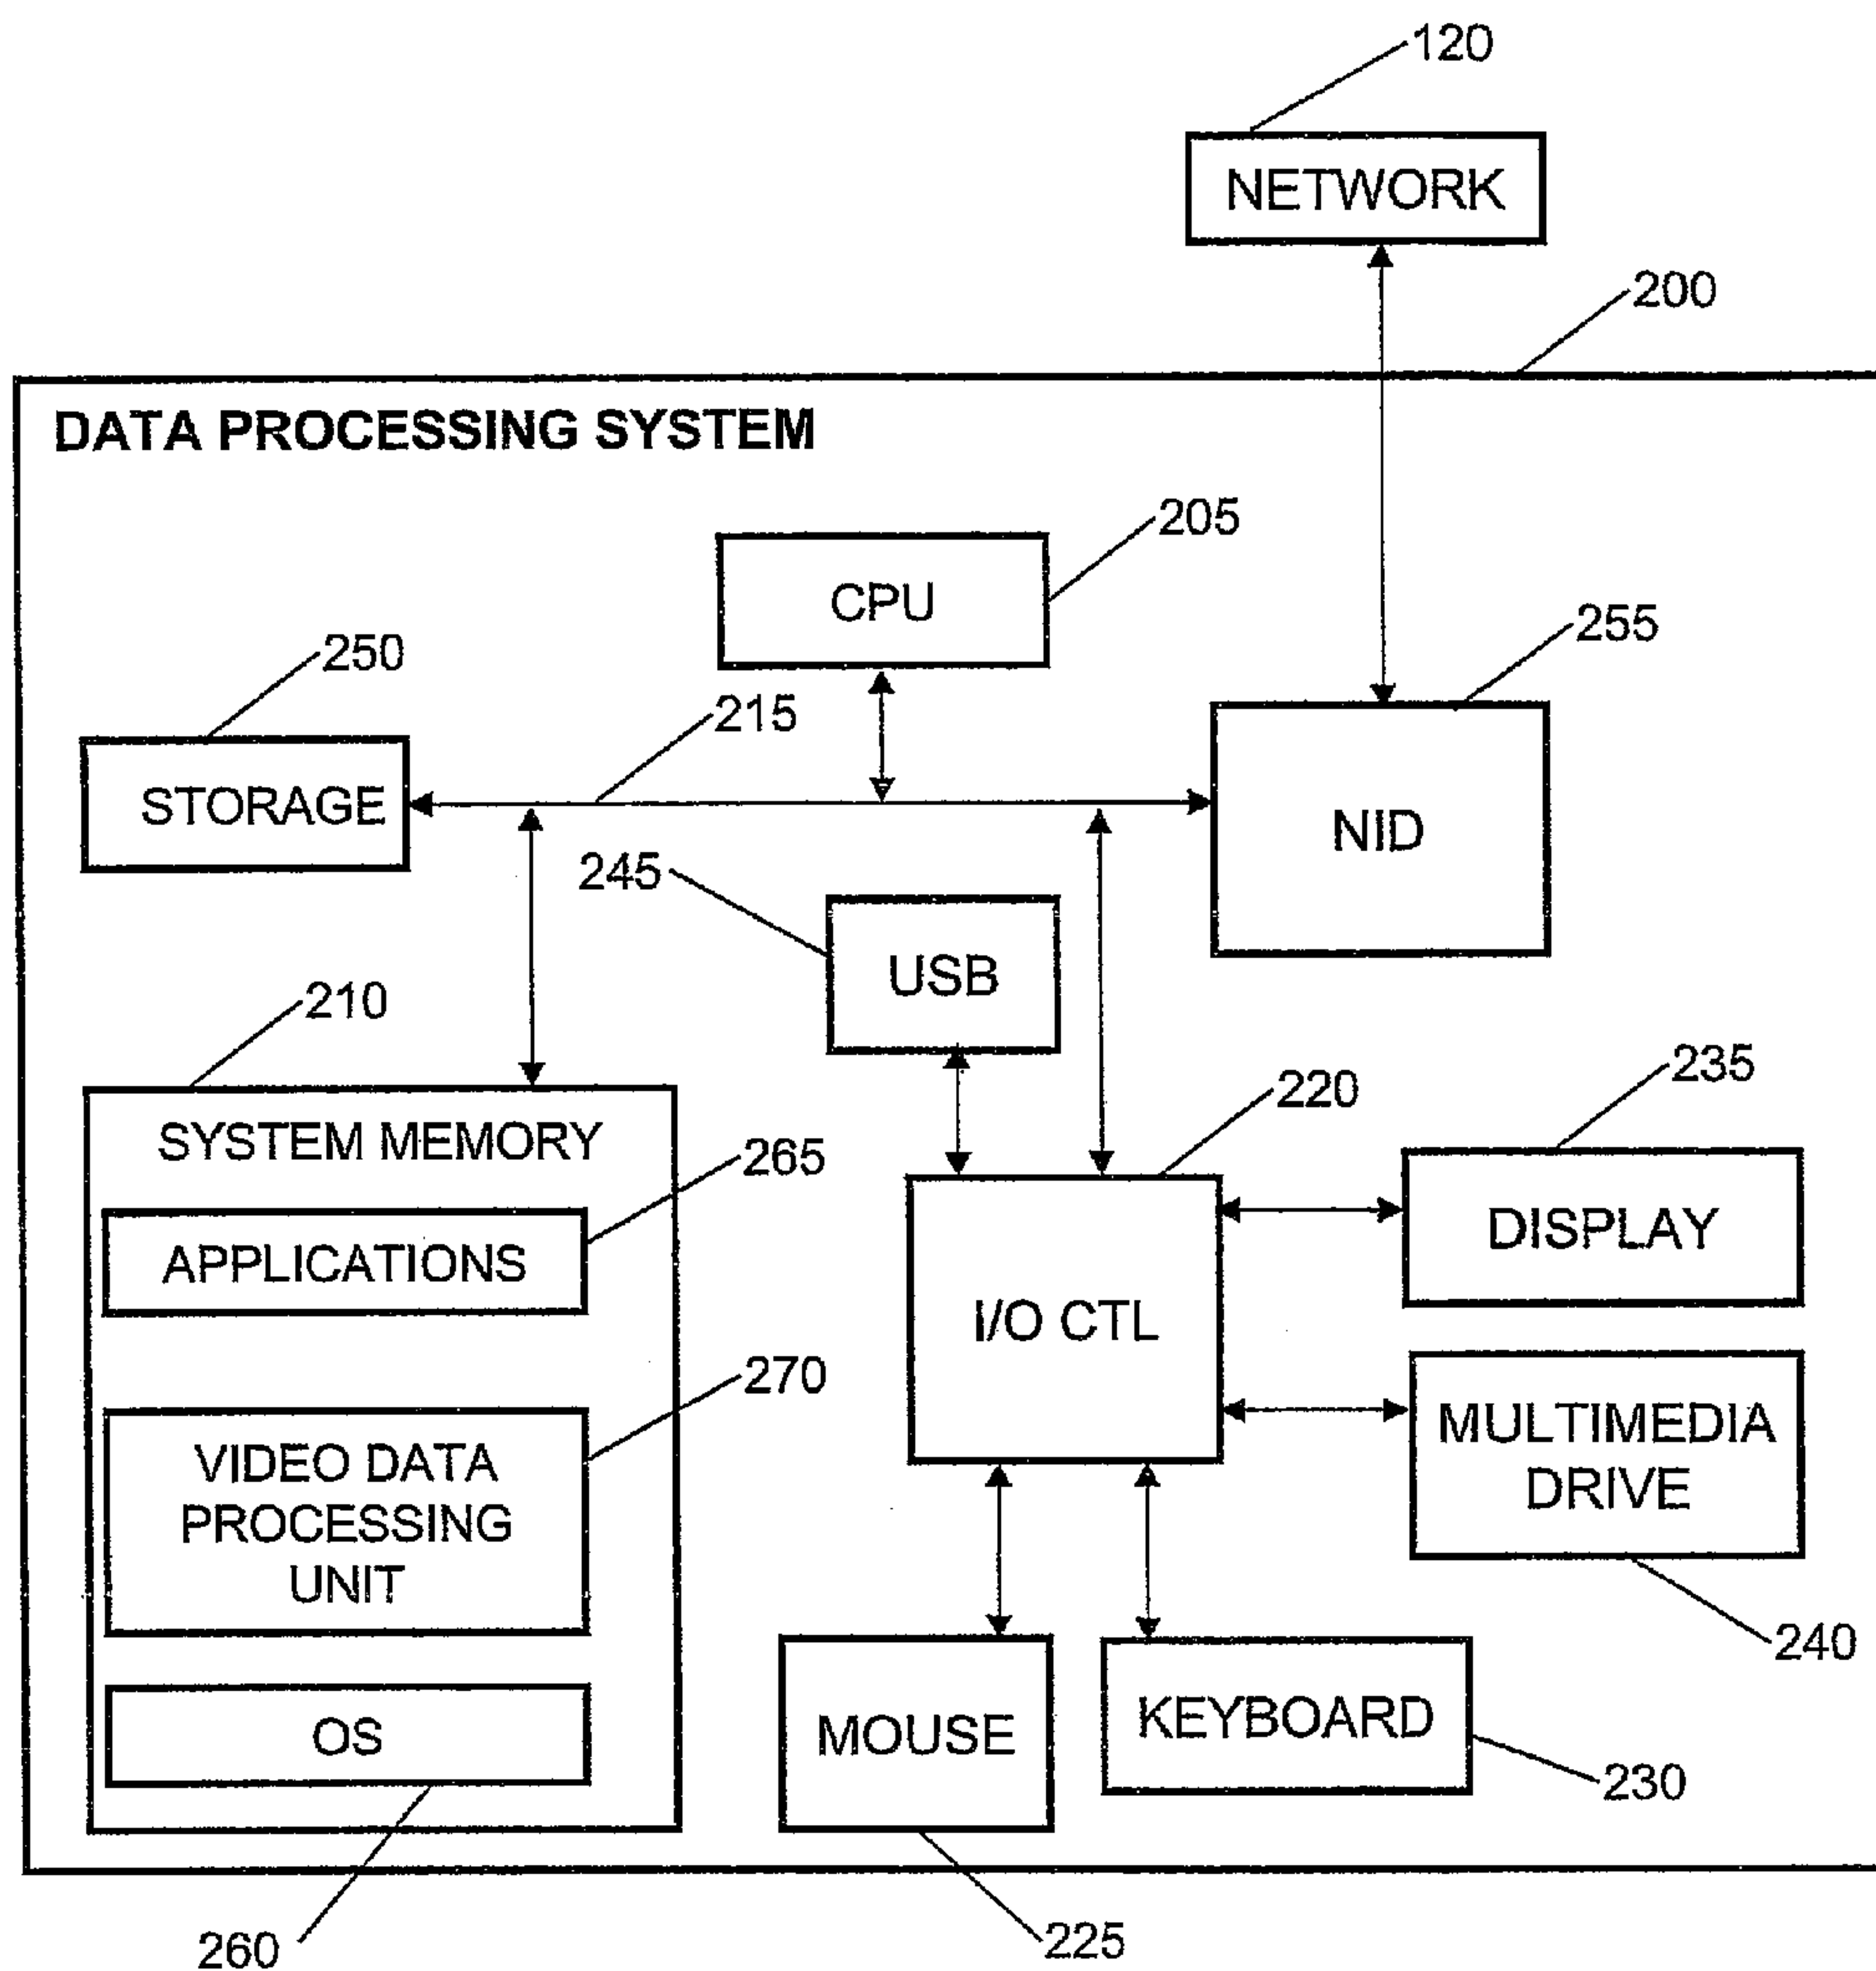 120
NETWORK
200
DATA PROCESSING SYSTEM
205
CPU
255
250
215
STORAGE
NID
245
USB
210
235
220
SYSTEM MEMORY
265
DISPLAY
APPLICATIONS
I/O CTL
270
MULTIMEDIA
DRIVE
VIDEO DATA
PROCESSING
UNIT
240
KEYBOARD
MOUSE
OS
230
260
225